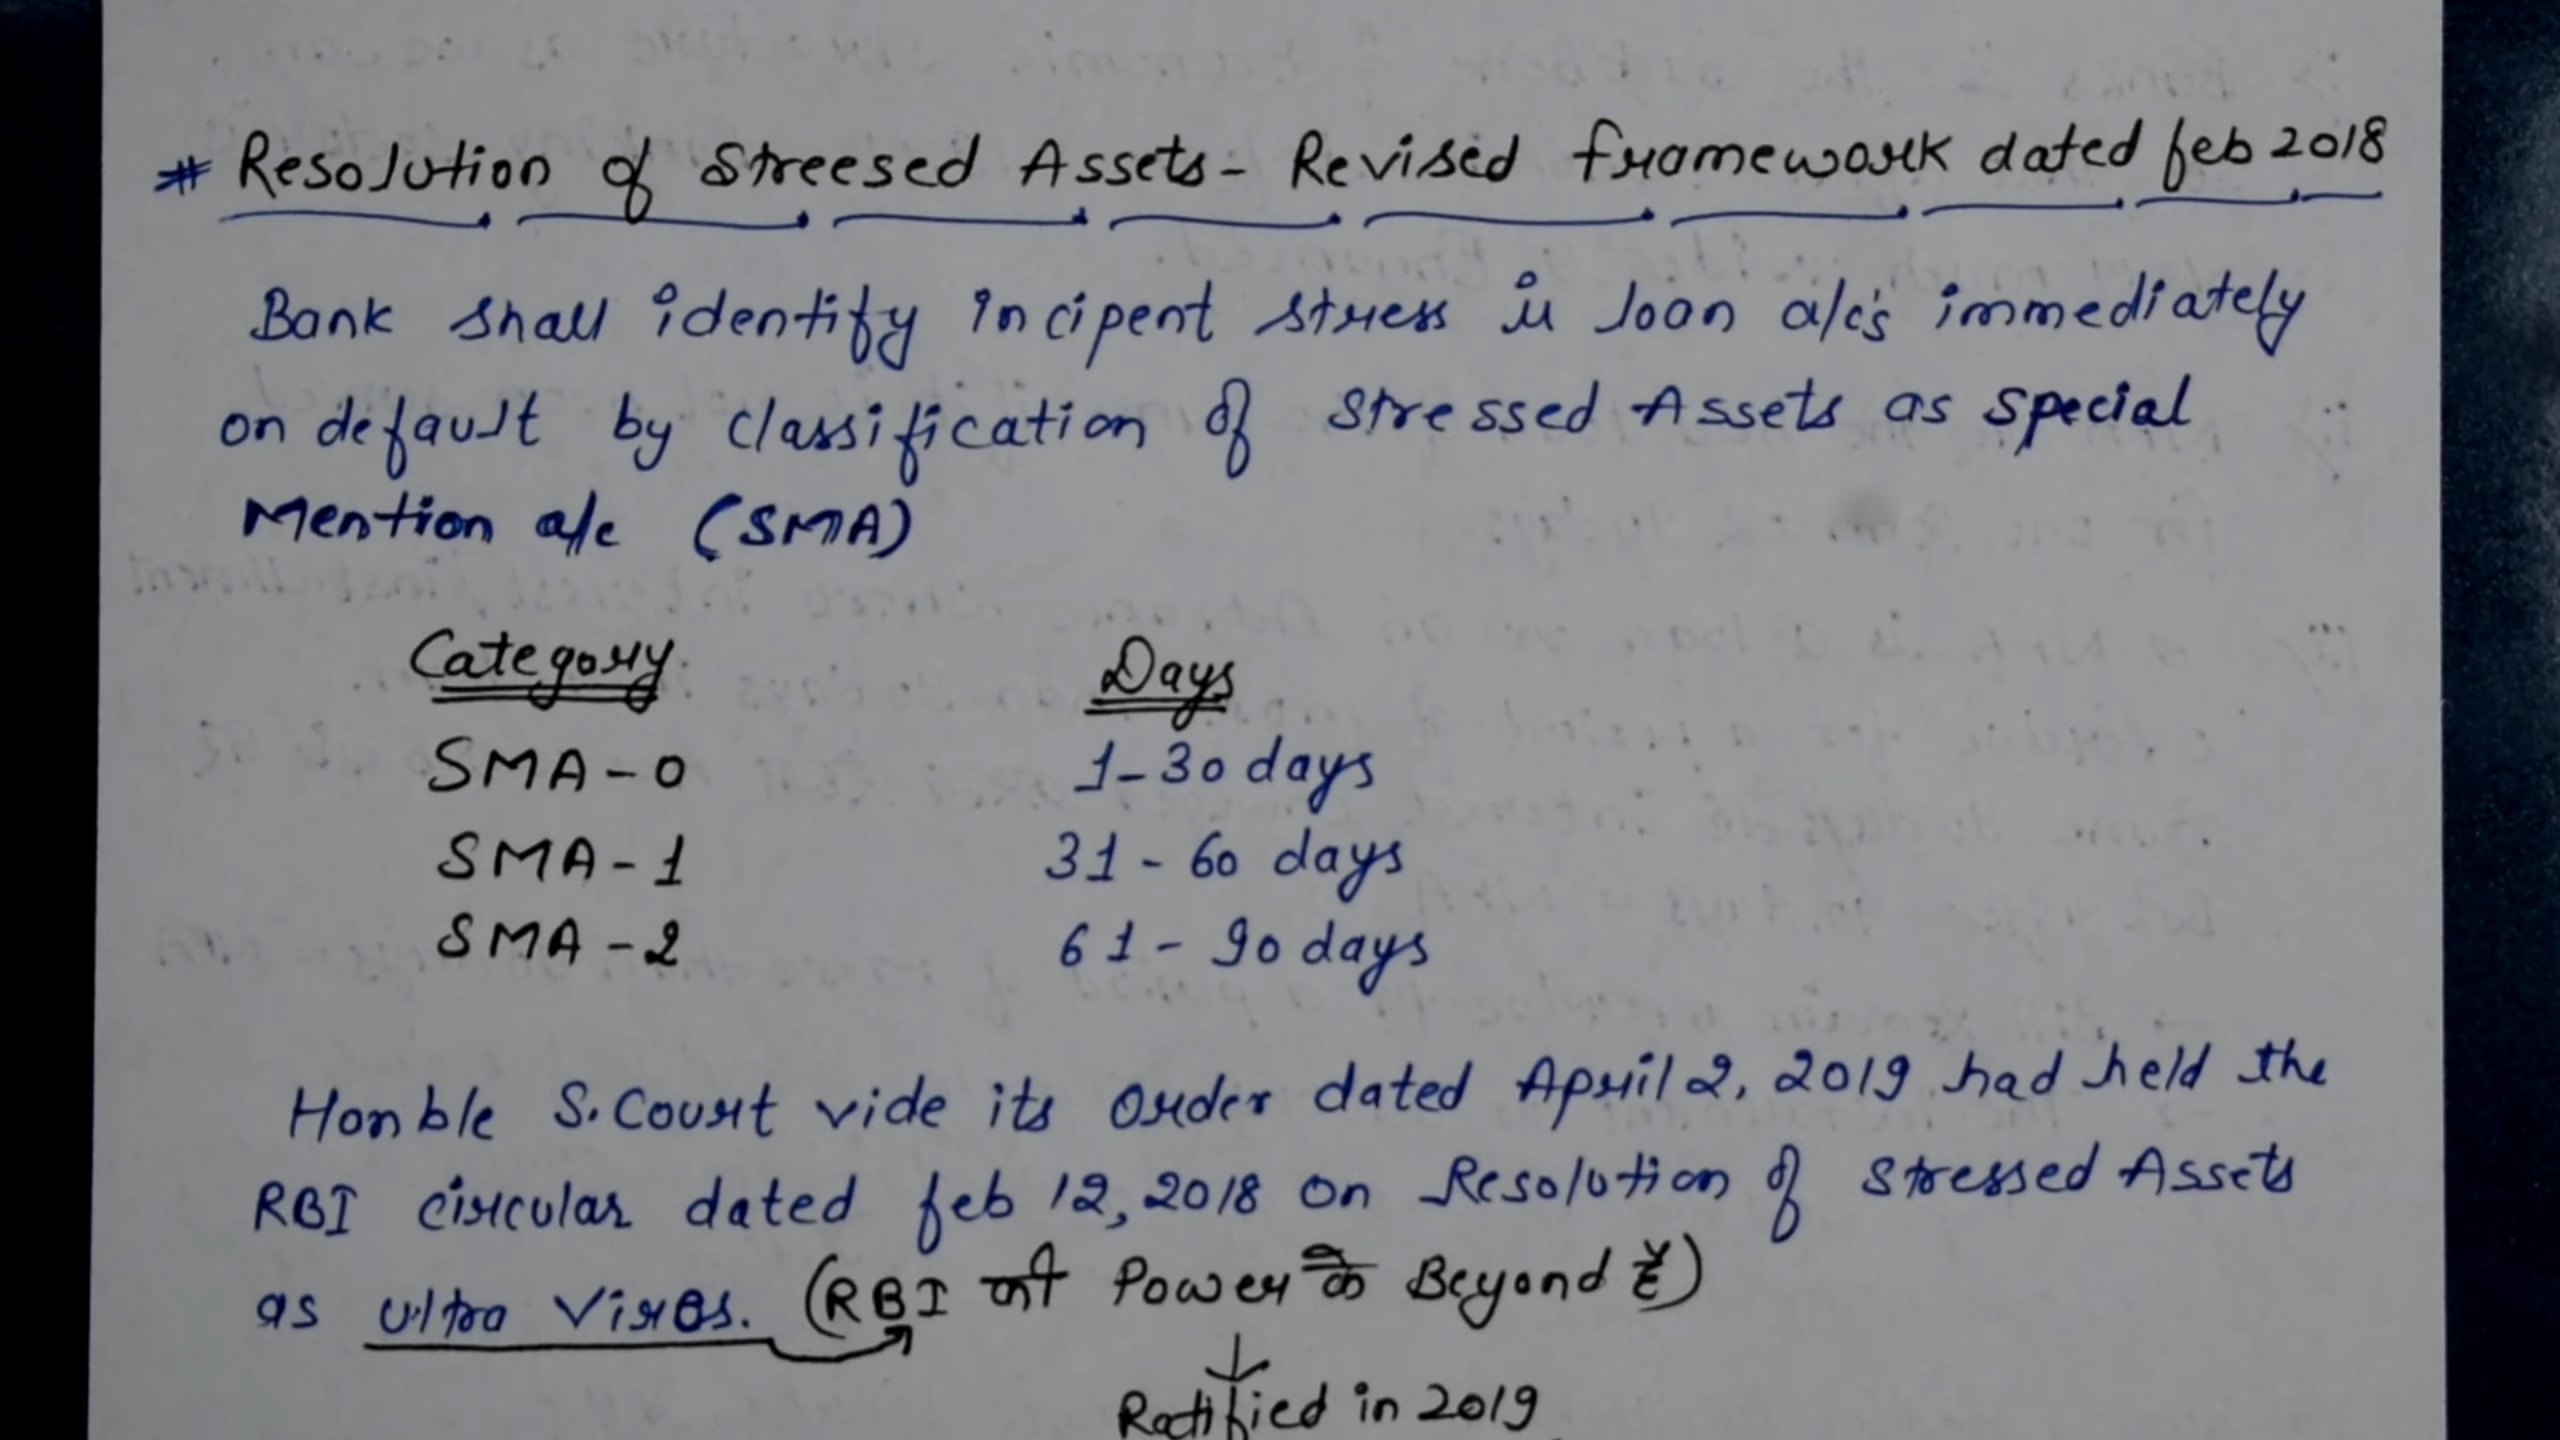 # Resolution of Streesed Assets - Revised framework dated feb 2018
Bank shall identify incipent stress in loan a/c's immediately
on default by classification of stressed Assets as special
Mention a/c (SMA)
Category Days
SMA-0 1-30 days
SMA-1 31-60 days
SMA-2 61-90 days
Honble S. Court vide its order dated April 2, 2019 had held the
RBI circular dated feb 12, 2018 on Resolution of stressed Assets
as ultra Vires. (RBI की Power के Beyond है)
↓
Ratified in 2019